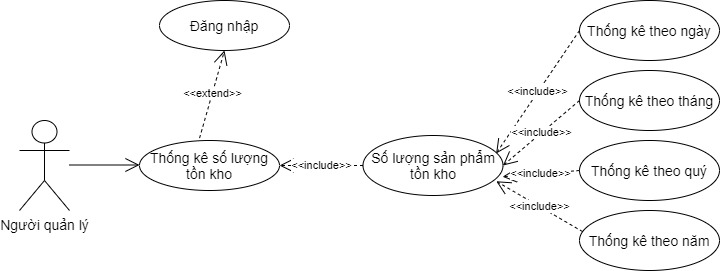 Đăng nhập
Thống kê theo ngày
<<extend>>
<<include>>
Thống kê theo tháng
<<include>>
Thống kê số lượng
tồn kho
<<include>>
Số lượng sản phẩm
tồn kho
<<include>>
Thống kê theo quý
<<include>>
Người quản lý
Thống kê theo năm